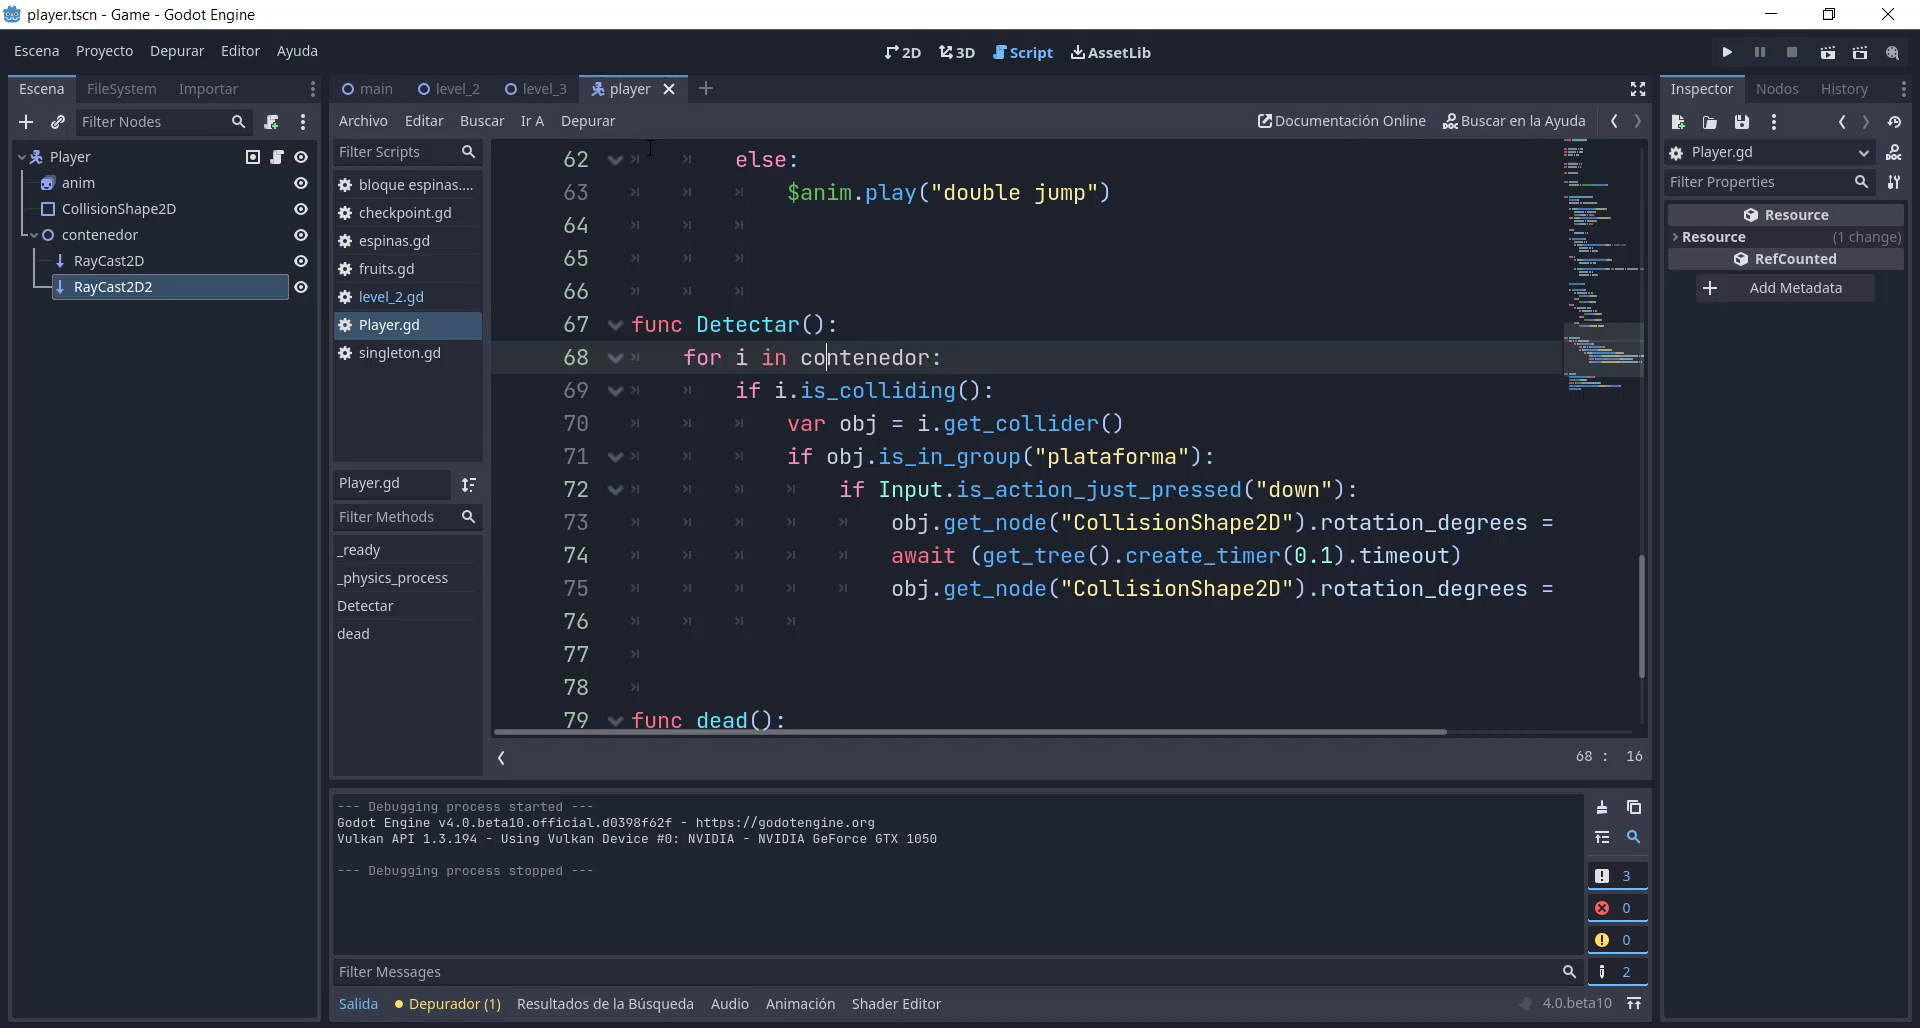 player.tscn - Game - Godot Engine
Escena Proyecto Depurar Editor Ayuda
2D 3D Script AssetLib
Escena FileSystem Importar
Filter Nodes
Player
anim
CollisionShape2D
contenedor
RayCast2D
RayCast2D2
main level_2 level_3 player
Archivo Editar Buscar Ir A Depurar
Documentación Online Buscar en la Ayuda
Filter Scripts
bloque espinas....
checkpoint.gd
espinas.gd
fruits.gd
level_2.gd
Player.gd
singleton.gd
Player.gd
Filter Methods
_ready
_physics_process
Detectar
dead
62 else:
63 $anim.play("double jump")
64
65
66
67 func Detectar():
68 for i in contenedor:
69 if i.is_colliding():
70 var obj = i.get_collider()
71 if obj.is_in_group("plataforma"):
72 if Input.is_action_just_pressed("down"):
73 obj.get_node("CollisionShape2D").rotation_degrees =
74 await (get_tree().create_timer(0.1).timeout)
75 obj.get_node("CollisionShape2D").rotation_degrees =
76
77
78
79 func dead():
68 : 16
--- Debugging process started ---
Godot Engine v4.0.beta10.official.d0398f62f - https://godotengine.org
Vulkan API 1.3.194 - Using Vulkan Device #0: NVIDIA - NVIDIA GeForce GTX 1050
--- Debugging process stopped ---
3
0
0
2
Filter Messages
Salida Depurador (1) Resultados de la Búsqueda Audio Animación Shader Editor
4.0.beta10
Inspector Nodos History
Player.gd
Filter Properties
Resource
Resource (1 change)
RefCounted
Add Metadata